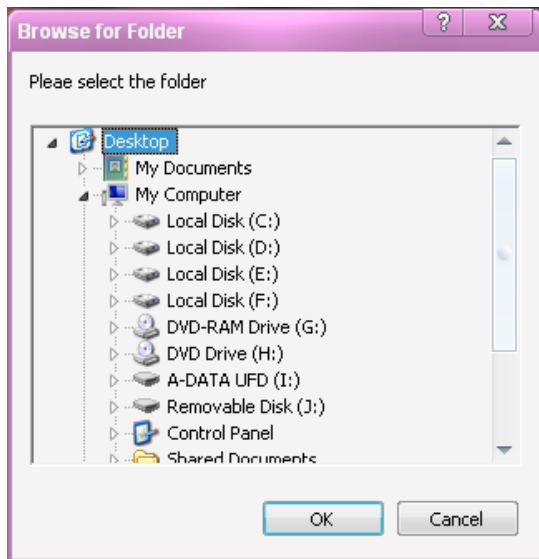 Browse for Folder
Pleae select the folder
Desktop
My Documents
My Computer
Local Disk (C:)
Local Disk (D:)
Local Disk (E:)
Local Disk (F:)
DVD-RAM Drive (G:)
DVD Drive (H:)
A-DATA UFD (I:)
Removable Disk (J:)
Control Panel
Shared Documents
OK Cancel